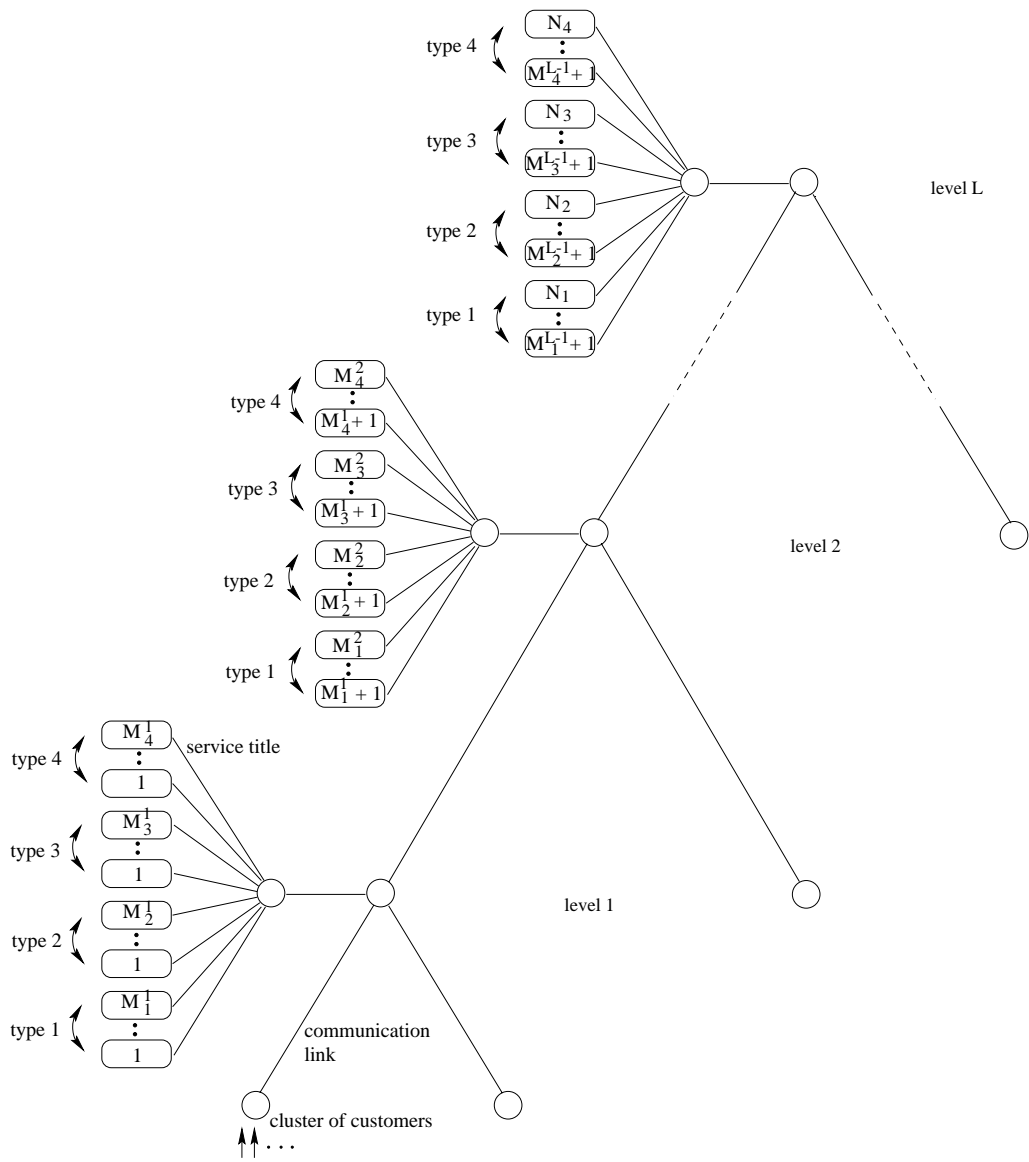 N4
type 4
M4^L-1 + 1
N3
type 3
M3^L-1 + 1
level L
N2
type 2
M2^L-1 + 1
N1
type 1
M1^L-1 + 1
M4^2
type 4
M4^1 + 1
M3^2
type 3
M3^1 + 1
level 2
M2^2
type 2
M2^1 + 1
M1^2
type 1
M1^1 + 1
M4^1
service title
type 4
1
M3^1
type 3
1
level 1
M2^1
type 2
1
M1^1
type 1
1
communication
link
cluster of customers
. . .